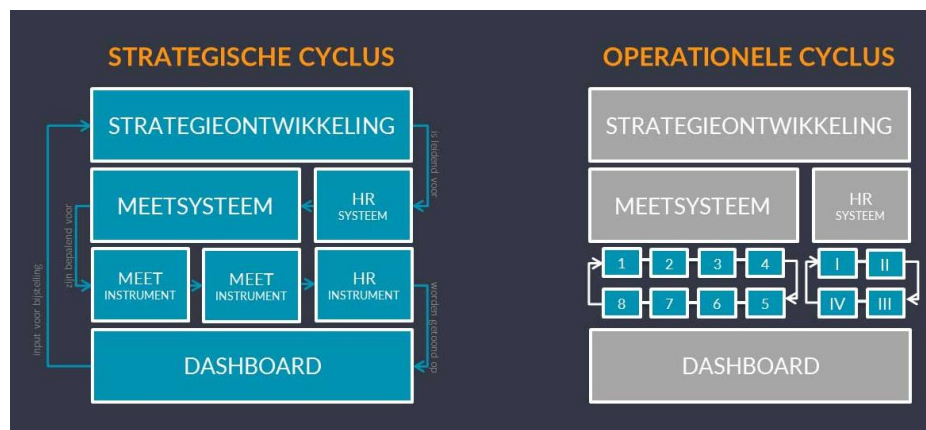 STRATEGISCHE CYCLUS
STRATEGIEONTWIKKELING
is leidend voor
MEETSYSTEEM
HR
SYSTEEM
zijn bepalend voor
MEET
INSTRUMENT
MEET
INSTRUMENT
HR
INSTRUMENT
input voor bijstelling
worden getoond op
DASHBOARD
OPERATIONELE CYCLUS
STRATEGIEONTWIKKELING
MEETSYSTEEM
HR
SYSTEEM
1 2 3 4
8 7 6 5
I II
IV III
DASHBOARD